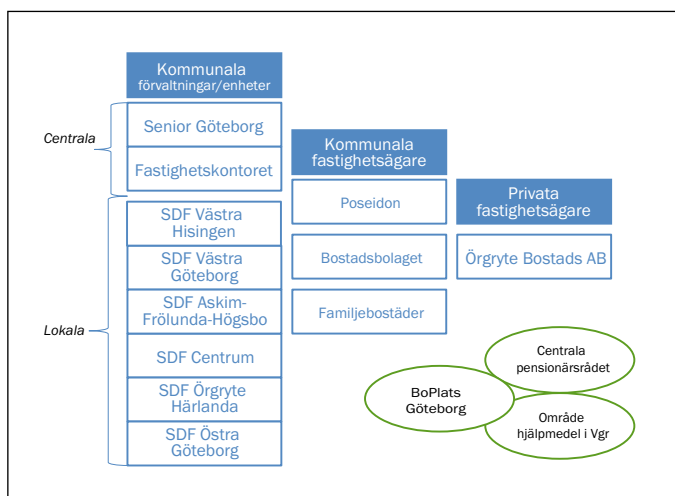 Kommunala
förvaltningar/enheter
Centrala
Senior Göteborg
Fastighetskontoret
Lokala
SDF Västra
Hisingen
SDF Västra
Göteborg
SDF Askim-
Frölunda-Högsbo
SDF Centrum
SDF Örgryte
Härlanda
SDF Östra
Göteborg
Kommunala
fastighetsägare
Poseidon
Bostadsbolaget
Familjebostäder
Privata
fastighetsägare
Örgryte Bostads AB
BoPlats
Göteborg
Centrala
pensionärsrådet
Område
hjälpmedel i Vgr